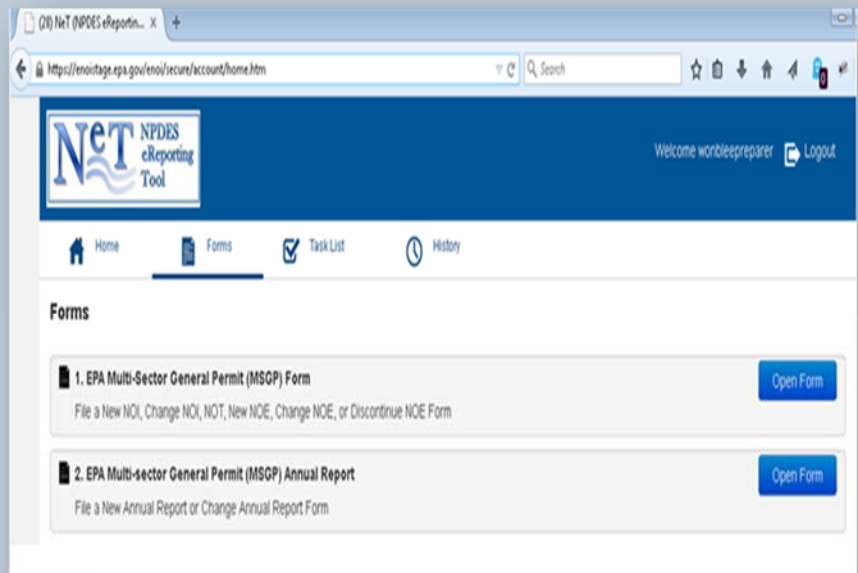 (28) NeT (NPDES eReportin... x +
https://enoistage.epa.gov/enoi/secure/account/home.htm
Search
0
NeT NPDES
eReporting
Tool
Welcome wonbleepreparer Logout
Home Forms Task List History
Forms
1. EPA Multi-Sector General Permit (MSGP) Form
Open Form
File a New NOI, Change NOI, NOT, New NOE, Change NOE, or Discontinue NOE Form
2. EPA Multi-sector General Permit (MSGP) Annual Report
Open Form
File a New Annual Report or Change Annual Report Form